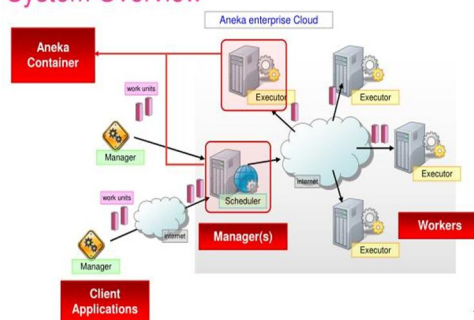 System Overview
Aneka enterprise Cloud
Aneka
Container
work units
Executor
Executor
Manager
Executor
work units
internet
Scheduler
internet
Manager(s)
Workers
Manager
Executor
Client
Applications